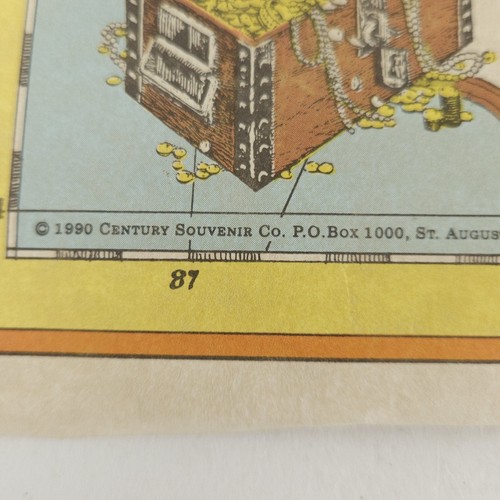 © 1990 CENTURY SOUVENIR CO. P.O.BOX 1000, ST. AUGUS
87